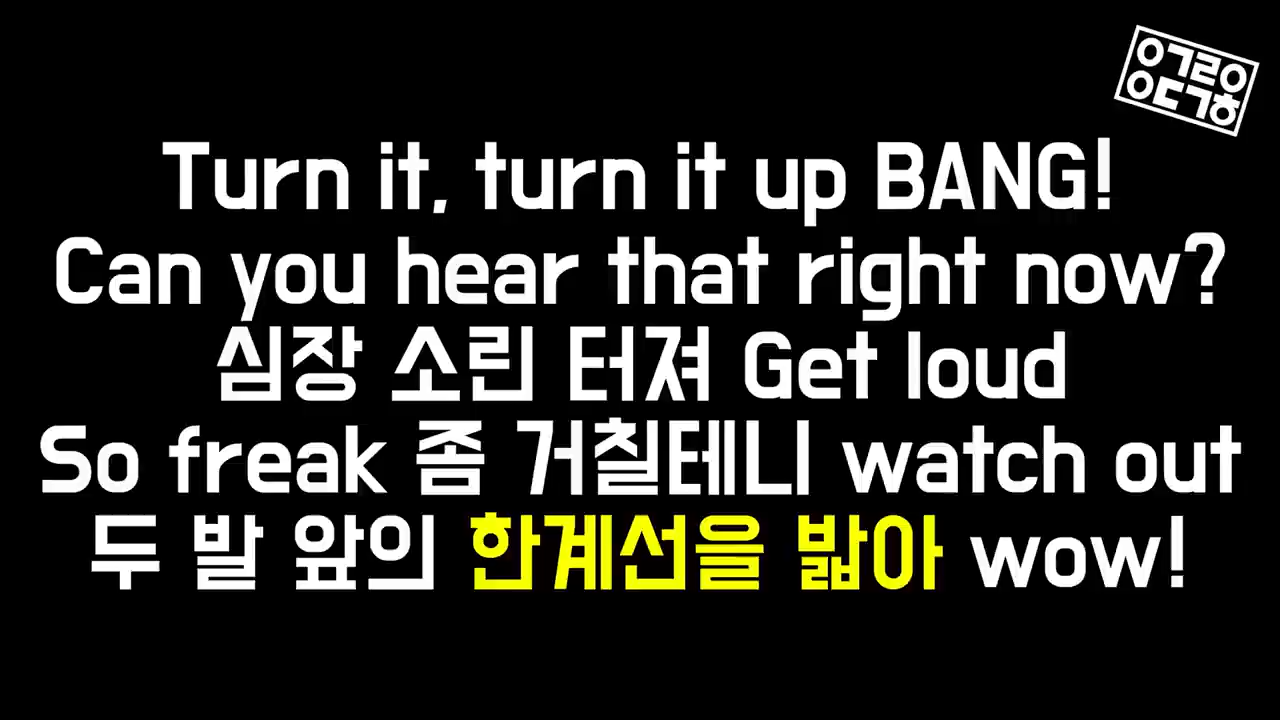 ㅇㄱㄹㅇ
ㅇㄷㄱㅎ
Turn it, turn it up BANG!
Can you hear that right now?
심장 소린 터져 Get loud
So freak 좀 거칠테니 watch out
두 발 앞의 한계선을 밟아 wow!